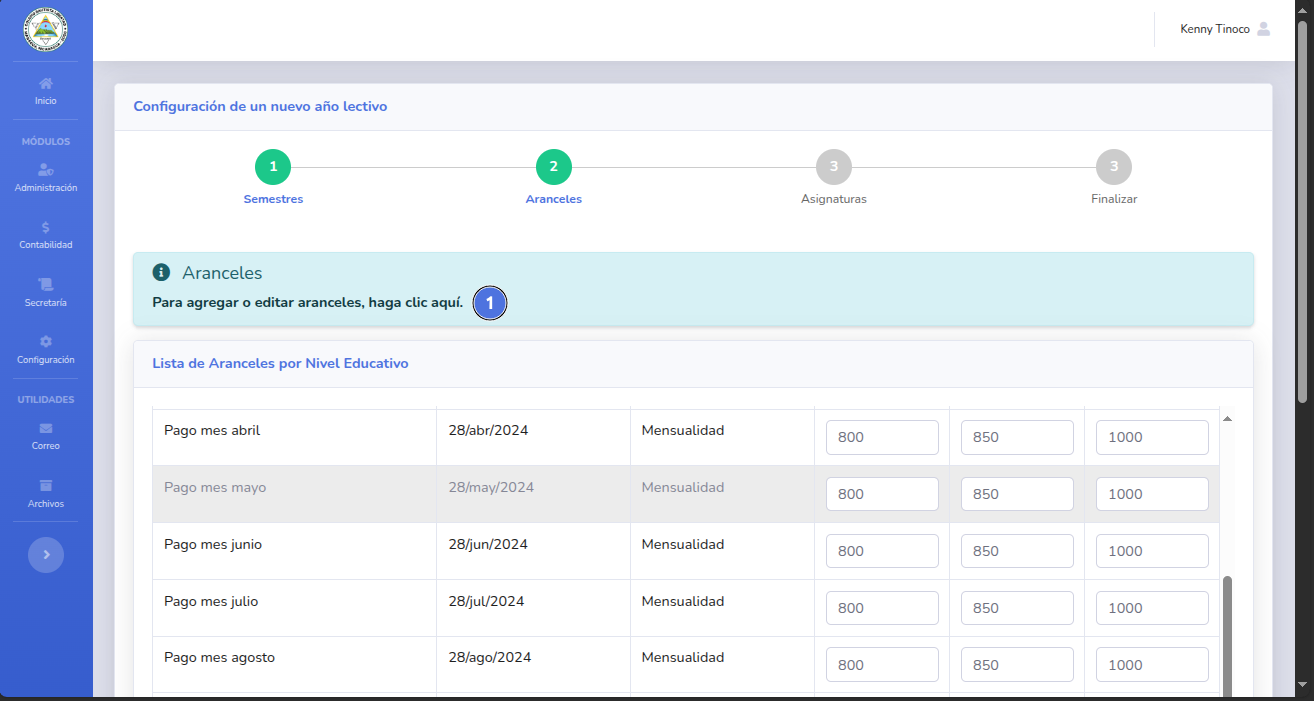 Kenny Tinoco
Inicio
MÓDULOS
Administración
Contabilidad
Secretaría
Configuración
UTILIDADES
Correo
Archivos
Configuración de un nuevo año lectivo
1 2 3 3
Semestres Aranceles Asignaturas Finalizar
Aranceles
Para agregar o editar aranceles, haga clic aquí. 1
Lista de Aranceles por Nivel Educativo
Pago mes abril 28/abr/2024 Mensualidad 800 850 1000
Pago mes mayo 28/may/2024 Mensualidad 800 850 1000
Pago mes junio 28/jun/2024 Mensualidad 800 850 1000
Pago mes julio 28/jul/2024 Mensualidad 800 850 1000
Pago mes agosto 28/ago/2024 Mensualidad 800 850 1000